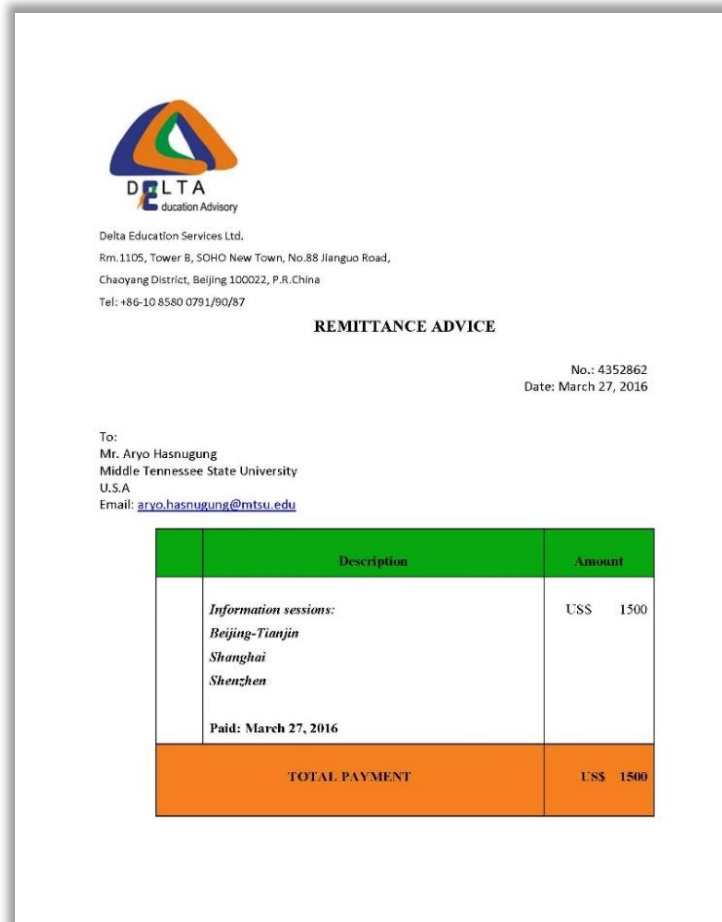 DELTA
Education Advisory
Delta Education Services Ltd.
Rm.1105, Tower B, SOHO New Town, No.88 Jianguo Road,
Chaoyang District, Beijing 100022, P.R.China
Tel: +86-10 8580 0791/90/87
REMITTANCE ADVICE
No.: 4352862
Date: March 27, 2016
To:
Mr. Aryo Hasnugung
Middle Tennessee State University
U.S.A
Email: aryo.hasnugung@mtsu.edu
Description Amount
Information sessions: US$ 1500
Beijing-Tianjin
Shanghai
Shenzhen
Paid: March 27, 2016
TOTAL PAYMENT US$ 1500